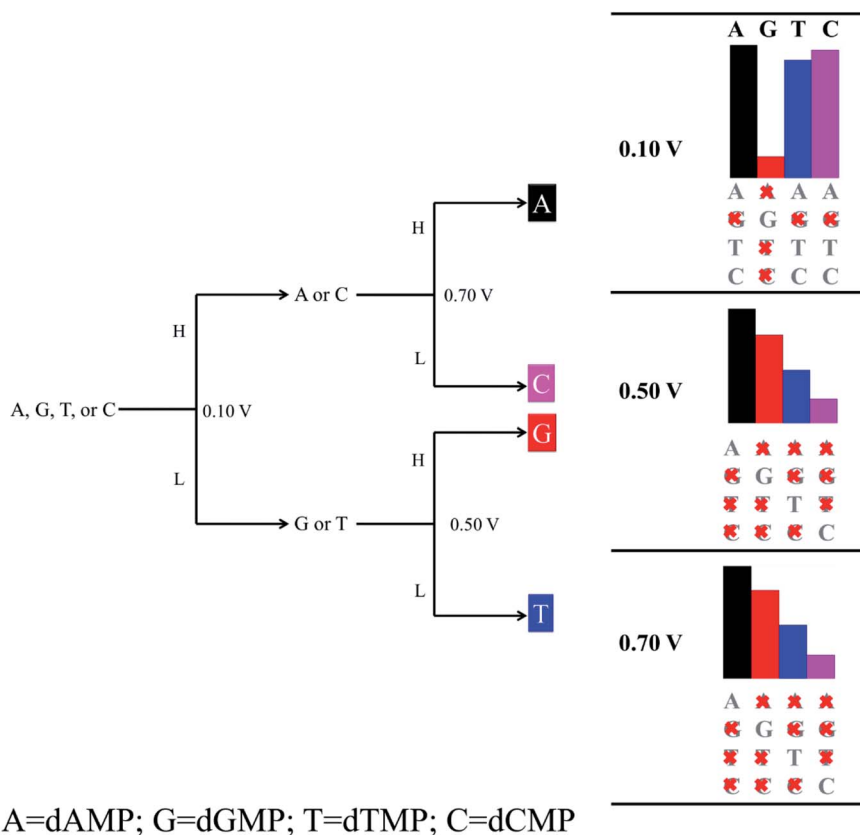 A, G, T, or C
0.10 V
H
L
A or C
0.70 V
H
L
A
C
G or T
0.50 V
H
L
G
T
A G T C
0.10 V
A A A A
G G G G
T T T T
C C C C
0.50 V
A A A A
G G G G
T T T T
C C C C
0.70 V
A A A A
G G G G
T T T T
C C C C
A=dAMP; G=dGMP; T=dTMP; C=dCMP